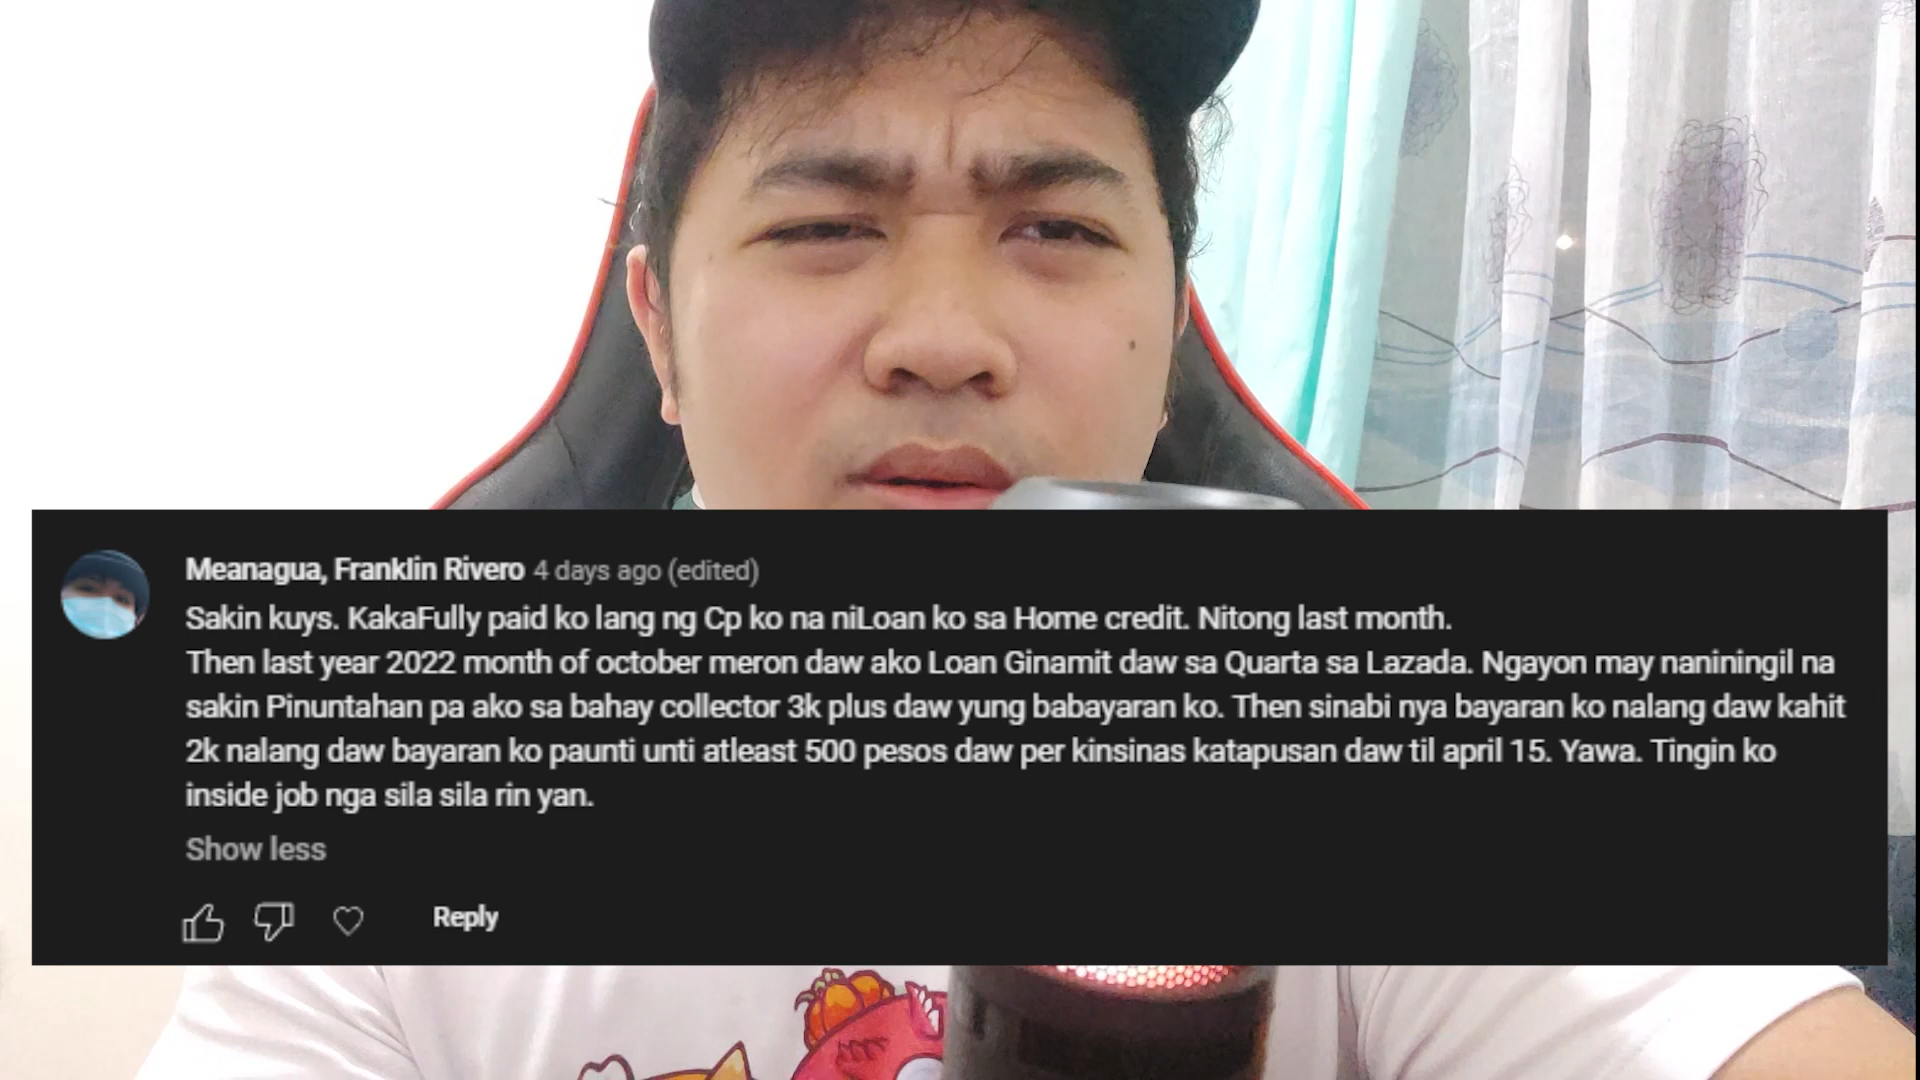 Meanagua, Franklin Rivero 4 days ago (edited)
Sakin kuys. KakaFully paid ko lang ng Cp ko na niLoan ko sa Home credit. Nitong last month.
Then last year 2022 month of october meron daw ako Loan Ginamit daw sa Quarta sa Lazada. Ngayon may naniningil na
sakin Pinuntahan pa ako sa bahay collector 3k plus daw yung babayaran ko. Then sinabi nya bayaran ko nalang daw kahit
2k nalang daw bayaran ko paunti unti atleast 500 pesos daw per kinsinas katapusan daw til april 15. Yawa. Tingin ko
inside job nga sila sila rin yan.
Show less
Reply